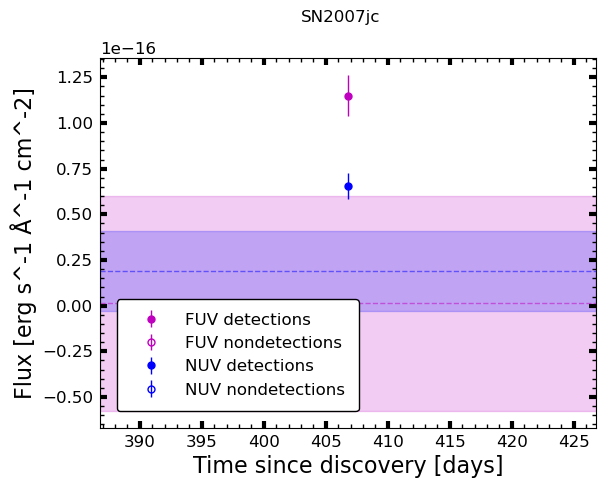 SN2007jc
1e−16
Flux [erg s^-1 Å^-1 cm^-2]
1.25
1.00
0.75
0.50
0.25
0.00
−0.25
−0.50
FUV detections
FUV nondetections
NUV detections
NUV nondetections
390 395 400 405 410 415 420 425
Time since discovery [days]